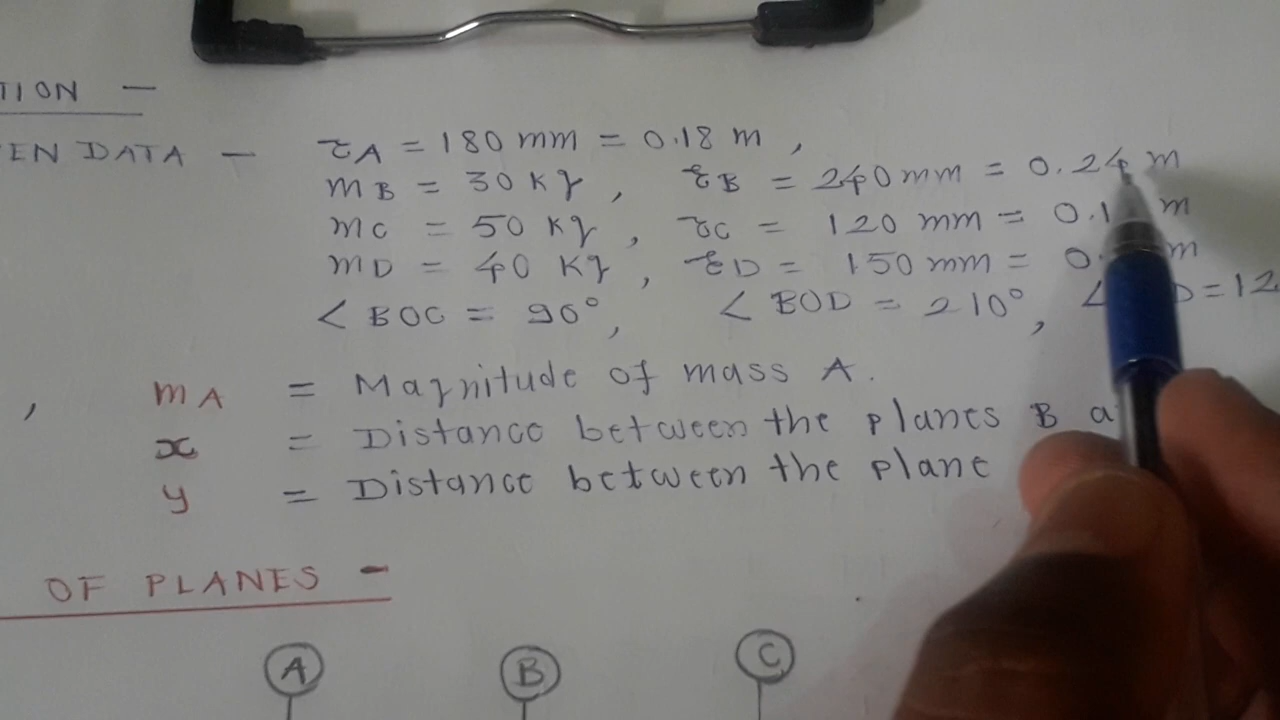 TION —
EN DATA — rA = 180 mm = 0.18 m ,
mB = 30 Kg , rB = 240 mm = 0.24 m
mC = 50 Kg , rC = 120 mm = 0.1 m
mD = 40 Kg , rD = 150 mm = 0. m
∠ BOC = 90°, ∠ BOD = 210° , ∠ D = 12
, mA = Magnitude of mass A.
x = Distance between the planes B a
y = Distance between the plane
OF PLANES -
A B C